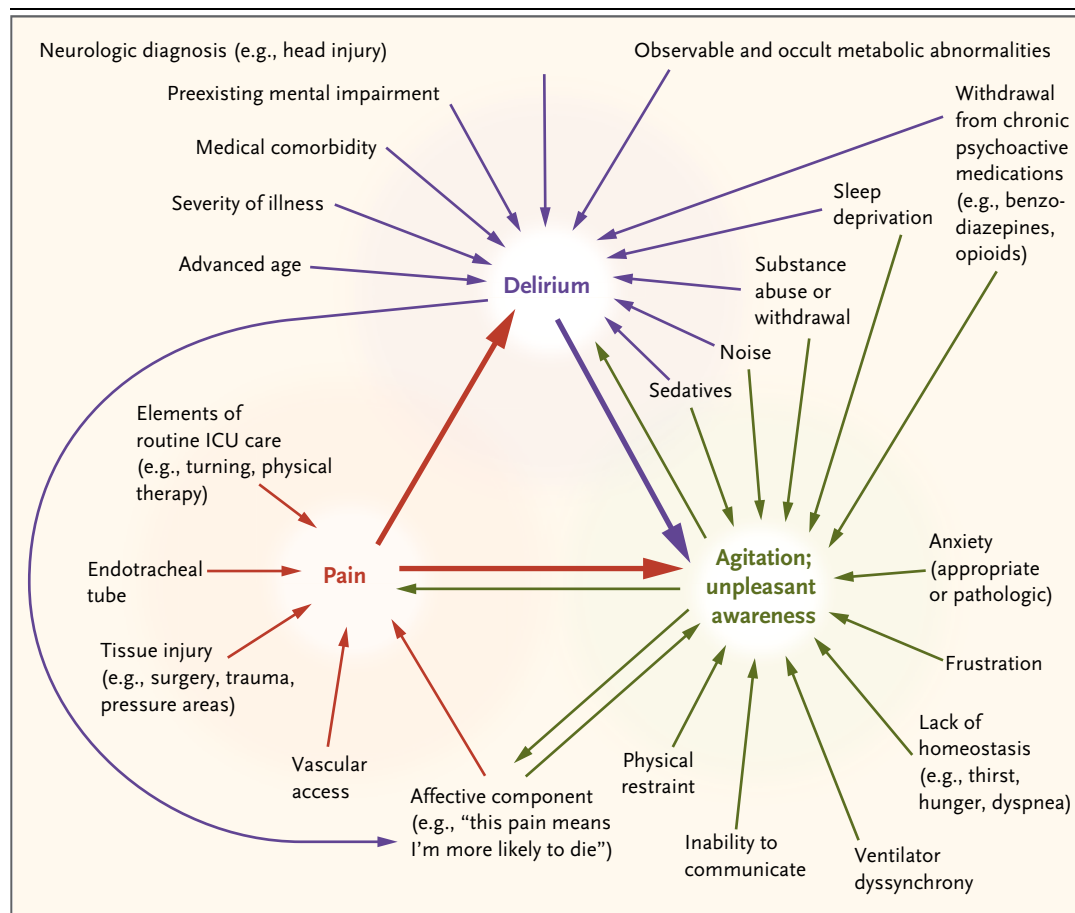 Neurologic diagnosis (e.g., head injury)
Observable and occult metabolic abnormalities
Preexisting mental impairment
Withdrawal
from chronic
psychoactive
medications
(e.g., benzo-
diazepines,
opioids)
Medical comorbidity
Severity of illness
Sleep
deprivation
Advanced age
Delirium
Substance
abuse or
withdrawal
Noise
Sedatives
Elements of
routine ICU care
(e.g., turning, physical
therapy)
Endotracheal
tube
Pain
Agitation;
unpleasant
awareness
Anxiety
(appropriate
or pathologic)
Tissue injury
(e.g., surgery, trauma,
pressure areas)
Frustration
Vascular
access
Physical
restraint
Lack of
homeostasis
(e.g., thirst,
hunger, dyspnea)
Affective component
(e.g., “this pain means
I’m more likely to die”)
Inability to
communicate
Ventilator
dyssynchrony